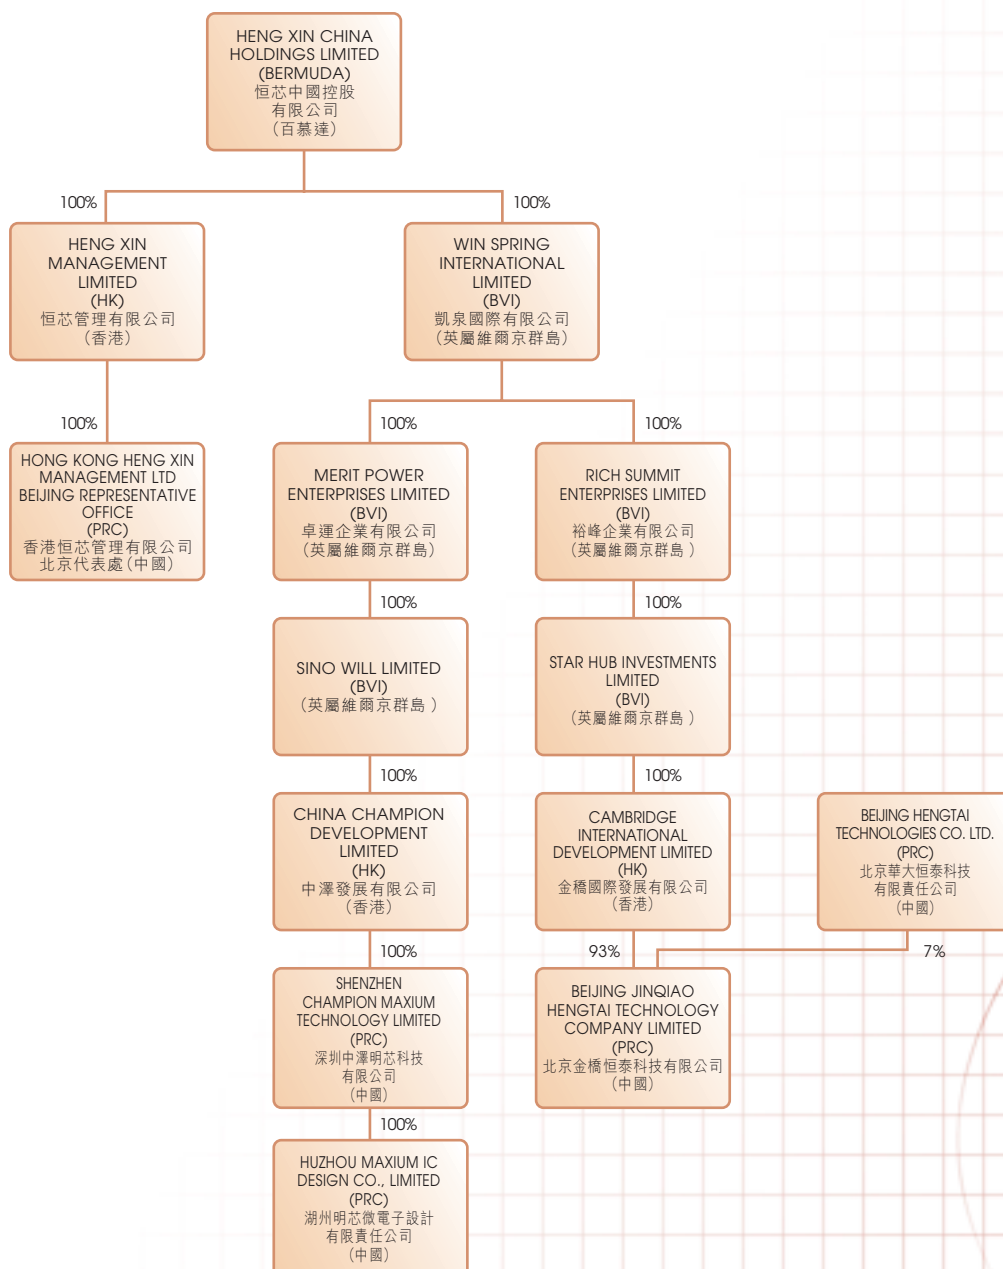 HENG XIN CHINA
HOLDINGS LIMITED
(BERMUDA)
恒芯中國控股
有限公司
（百慕達）
100%
100%
HENG XIN
MANAGEMENT
LIMITED
(HK)
恒芯管理有限公司
（香港）
WIN SPRING
INTERNATIONAL
LIMITED
(BVI)
凱泉國際有限公司
（英屬維爾京群島）
100%
100%
100%
HONG KONG HENG XIN
MANAGEMENT LTD
BEIJING REPRESENTATIVE
OFFICE
(PRC)
香港恒芯管理有限公司
北京代表處（中國）
MERIT POWER
ENTERPRISES LIMITED
(BVI)
卓運企業有限公司
（英屬維爾京群島）
RICH SUMMIT
ENTERPRISES LIMITED
(BVI)
裕峰企業有限公司
（英屬維爾京群島）
100%
100%
SINO WILL LIMITED
(BVI)
（英屬維爾京群島）
STAR HUB INVESTMENTS
LIMITED
(BVI)
（英屬維爾京群島）
100%
100%
CHINA CHAMPION
DEVELOPMENT
LIMITED
(HK)
中澤發展有限公司
（香港）
CAMBRIDGE
INTERNATIONAL
DEVELOPMENT LIMITED
(HK)
金橋國際發展有限公司
（香港）
BEIJING HENGTAI
TECHNOLOGIES CO. LTD.
(PRC)
北京華大恒泰科技
有限責任公司
（中國）
100%
93%
7%
SHENZHEN
CHAMPION MAXIUM
TECHNOLOGY LIMITED
(PRC)
深圳中澤明芯科技
有限公司
（中國）
BEIJING JINQIAO
HENGTAI TECHNOLOGY
COMPANY LIMITED
(PRC)
北京金橋恒泰科技有限公司
（中國）
100%
HUZHOU MAXIUM IC
DESIGN CO., LIMITED
(PRC)
湖州明芯微電子設計
有限責任公司
（中國）